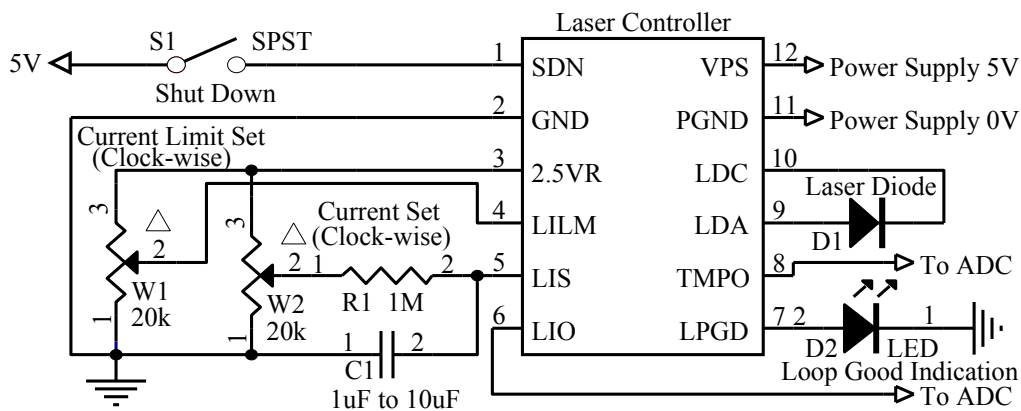 Laser Controller
5V
S1
SPST
Shut Down
1
SDN
VPS
12
Power Supply 5V
2
GND
PGND
11
Power Supply 0V
Current Limit Set
(Clock-wise)
3
2.5VR
LDC
10
Laser Diode
4
LILM
LDA
9
D1
3
2
W1
20k
1
3
Current Set
(Clock-wise)
2
W2
20k
1
1
2
R1
1M
5
LIS
TMPO
8
To ADC
6
LIO
LPGD
7
2
1
D2
LED
Loop Good Indication
1
2
C1
1uF to 10uF
To ADC